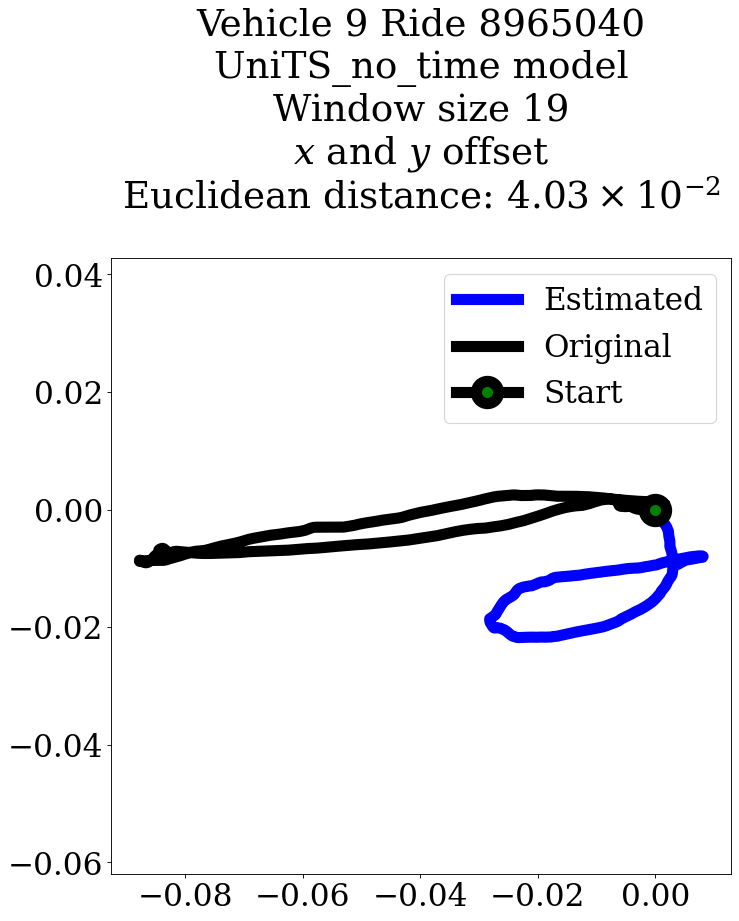 Vehicle 9 Ride 8965040
UniTS_no_time model
Window size 19
x and y offset
Euclidean distance: 4.03 × 10⁻²
0.04
0.02
0.00
−0.02
−0.04
−0.06
Estimated
Original
Start
−0.08 −0.06 −0.04 −0.02 0.00